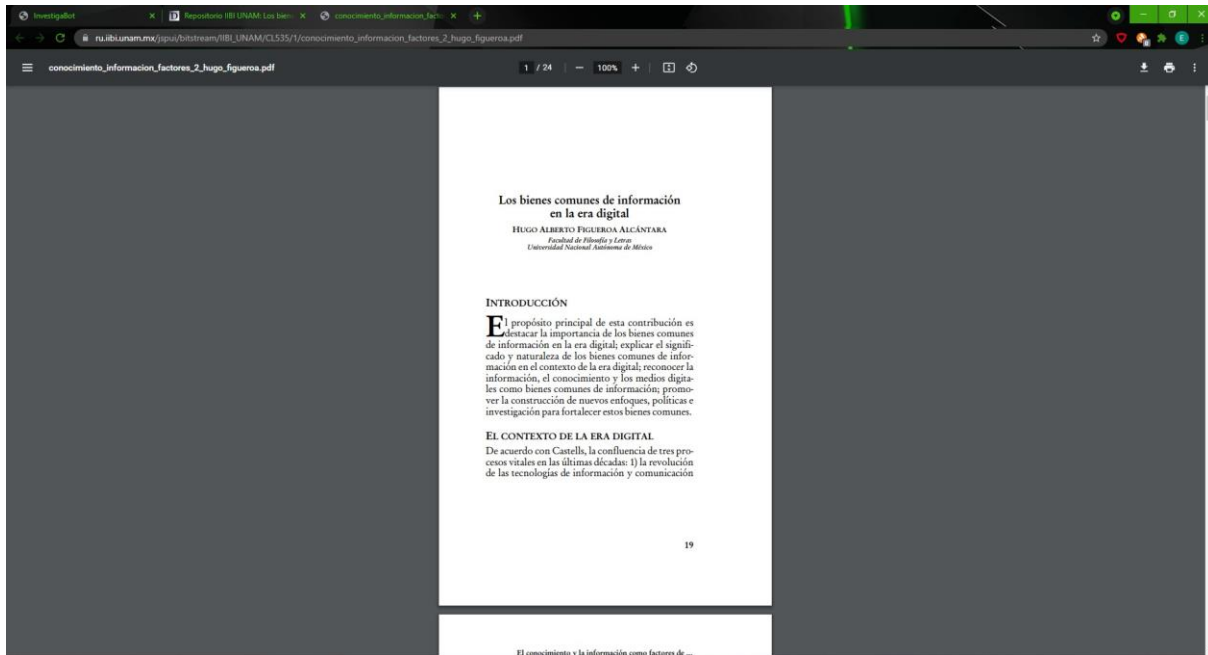 InvestigaBot
Repositorio IIBI UNAM: Los bien
conocimiento_informacion_facto
ru.iibi.unam.mx/jspui/bitstream/IIBI_UNAM/CL535/1/conocimiento_informacion_factores_2_hugo_figueroa.pdf
E
conocimiento_informacion_factores_2_hugo_figueroa.pdf
1 / 24
100%
Los bienes comunes de información
en la era digital
HUGO ALBERTO FIGUEROA ALCÁNTARA
Facultad de Filosofía y Letras
Universidad Nacional Autónoma de México
INTRODUCCIÓN
El propósito principal de esta contribución es
destacar la importancia de los bienes comunes
de información en la era digital; explicar el signifi-
cado y naturaleza de los bienes comunes de infor-
mación en el contexto de la era digital; reconocer la
información, el conocimiento y los medios digita-
les como bienes comunes de información; promo-
ver la construcción de nuevos enfoques, políticas e
investigación para fortalecer estos bienes comunes.
EL CONTEXTO DE LA ERA DIGITAL
De acuerdo con Castells, la confluencia de tres pro-
cesos vitales en las últimas décadas: 1) la revolución
de las tecnologías de información y comunicación
19
El conocimiento y la información como factores de